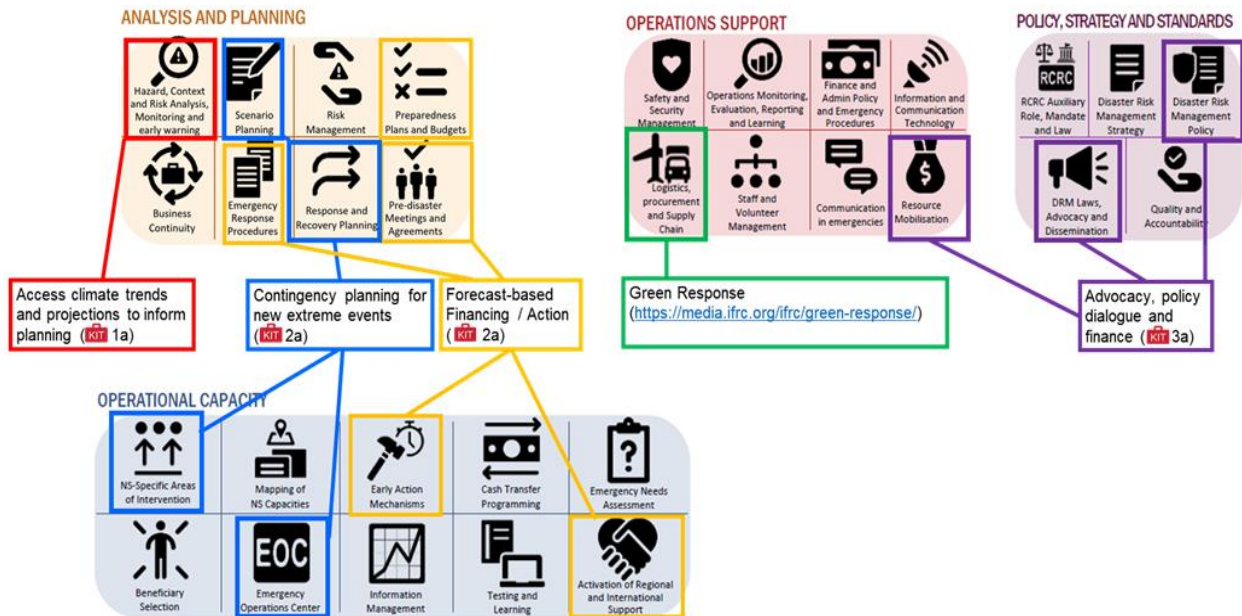 ANALYSIS AND PLANNING
Hazard, Context
and Risk Analysis,
Monitoring and
early warning
Scenario
Planning
Risk
Management
Preparedness
Plans and Budgets
Business
Continuity
Emergency
Response
Procedures
Response and
Recovery Planning
Pre-disaster
Meetings and
Agreements
OPERATIONS SUPPORT
Safety and
Security
Management
Operations Monitoring,
Evaluation, Reporting
and Learning
Finance and
Admin Policy
and Emergency
Procedures
Information and
Communication
Technology
Logistics,
procurement
and Supply
Chain
Staff and
Volunteer
Management
Communication
in emergencies
$
Resource
Mobilisation
POLICY, STRATEGY AND STANDARDS
RCRC
RCRC Auxiliary
Role, Mandate
and Law
Disaster Risk
Management
Strategy
Disaster Risk
Management
Policy
DRM Laws,
Advocacy and
Dissemination
Quality and
Accountability
Access climate trends
and projections to inform
planning (KIT 1a)
Contingency planning for
new extreme events
(KIT 2a)
Forecast-based
Financing / Action
(KIT 2a)
Green Response
(https://media.ifrc.org/ifrc/green-response/)
Advocacy, policy
dialogue and
finance (KIT 3a)
OPERATIONAL CAPACITY
NS-Specific Areas
of Intervention
Mapping of
NS Capacities
Early Action
Mechanisms
Cash Transfer
Programming
?
Emergency Needs
Assessment
Beneficiary
Selection
EOC
Emergency
Operations Center
Information
Management
Testing and
Learning
Activation of Regional
and International
Support